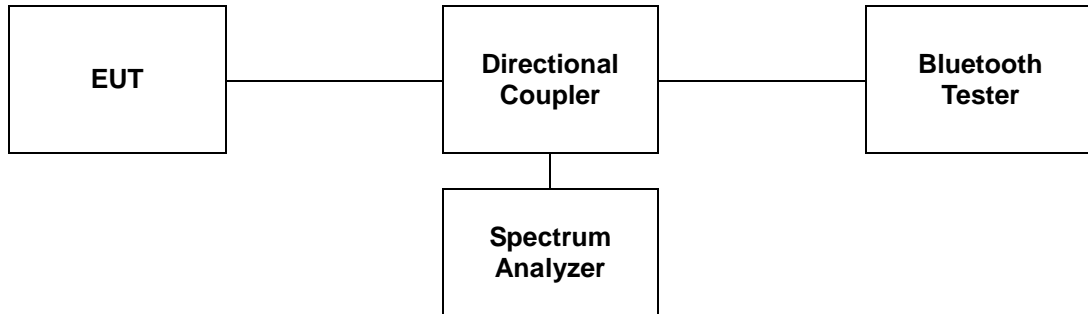 EUT
Directional
Coupler
Bluetooth
Tester
Spectrum
Analyzer